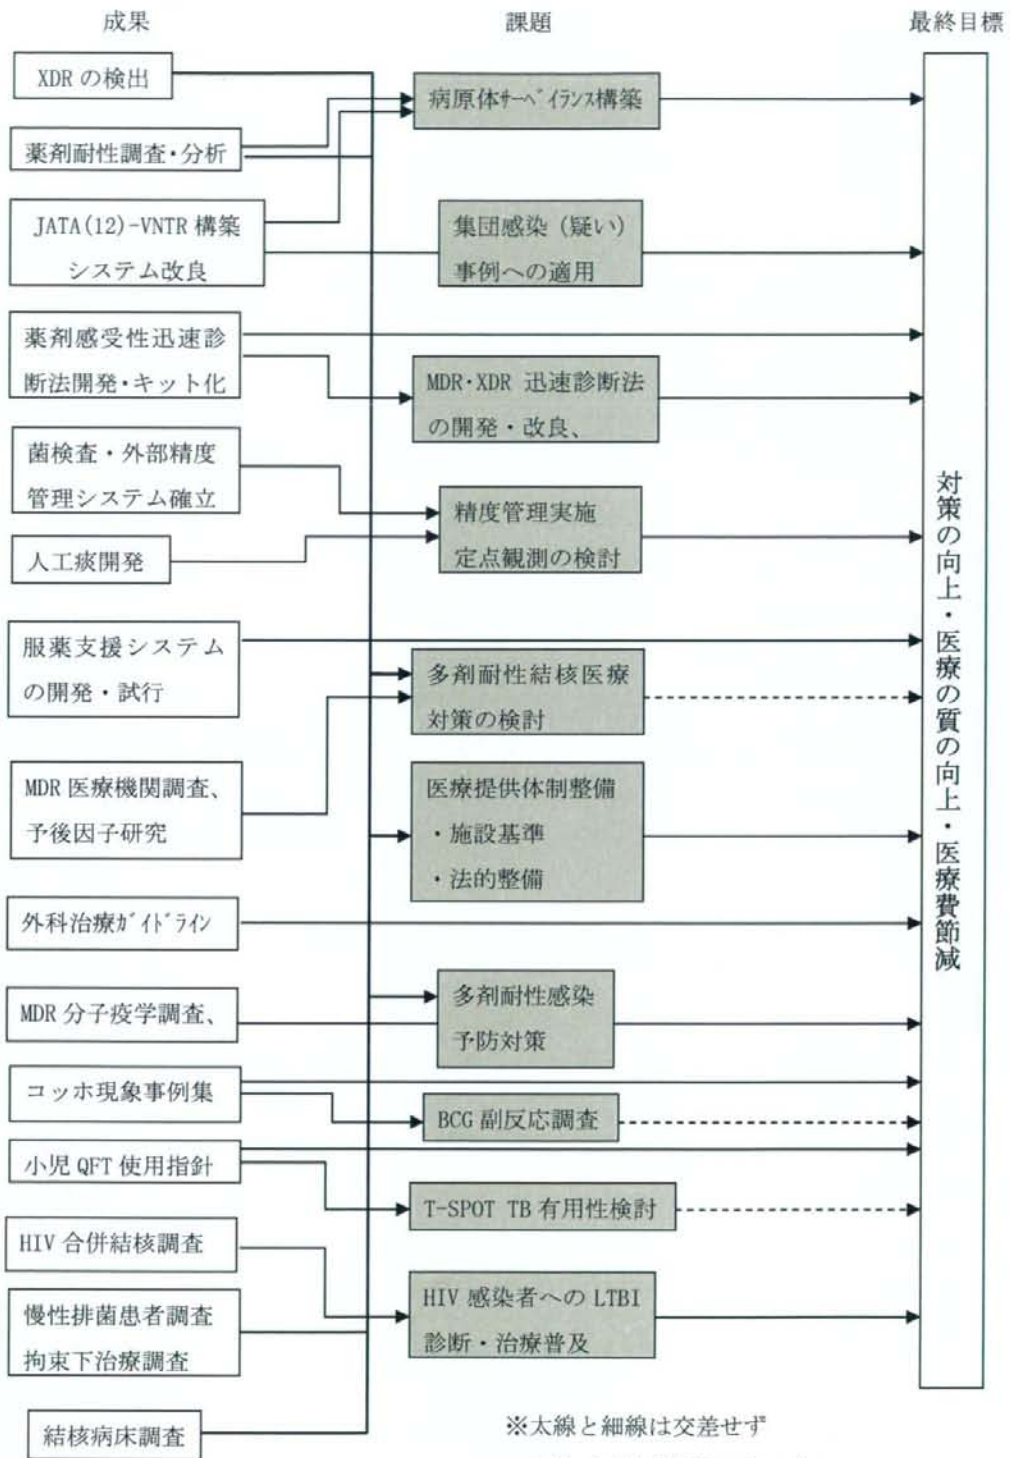 成果
課題
最終目標
XDR の検出
病原体ｻｰﾍﾞｲﾗﾝｽ構築
薬剤耐性調査・分析
JATA(12)-VNTR 構築
システム改良
集団感染（疑い）
事例への適用
薬剤感受性迅速診
断法開発・キット化
MDR・XDR 迅速診断法
の開発・改良、
菌検査・外部精度
管理システム確立
精度管理実施
定点観測の検討
人工痰開発
服薬支援システム
の開発・試行
多剤耐性結核医療
対策の検討
MDR 医療機関調査、
予後因子研究
医療提供体制整備
・施設基準
・法的整備
外科治療ｶﾞｲﾄﾞﾗｲﾝ
MDR 分子疫学調査、
多剤耐性感染
予防対策
コッホ現象事例集
BCG 副反応調査
小児 QFT 使用指針
T-SPOT TB 有用性検討
HIV 合併結核調査
HIV 感染者への LTBI
診断・治療普及
慢性排菌患者調査
拘束下治療調査
結核病床調査
対策の向上・医療の質の向上・医療費節減
※太線と細線は交差せず